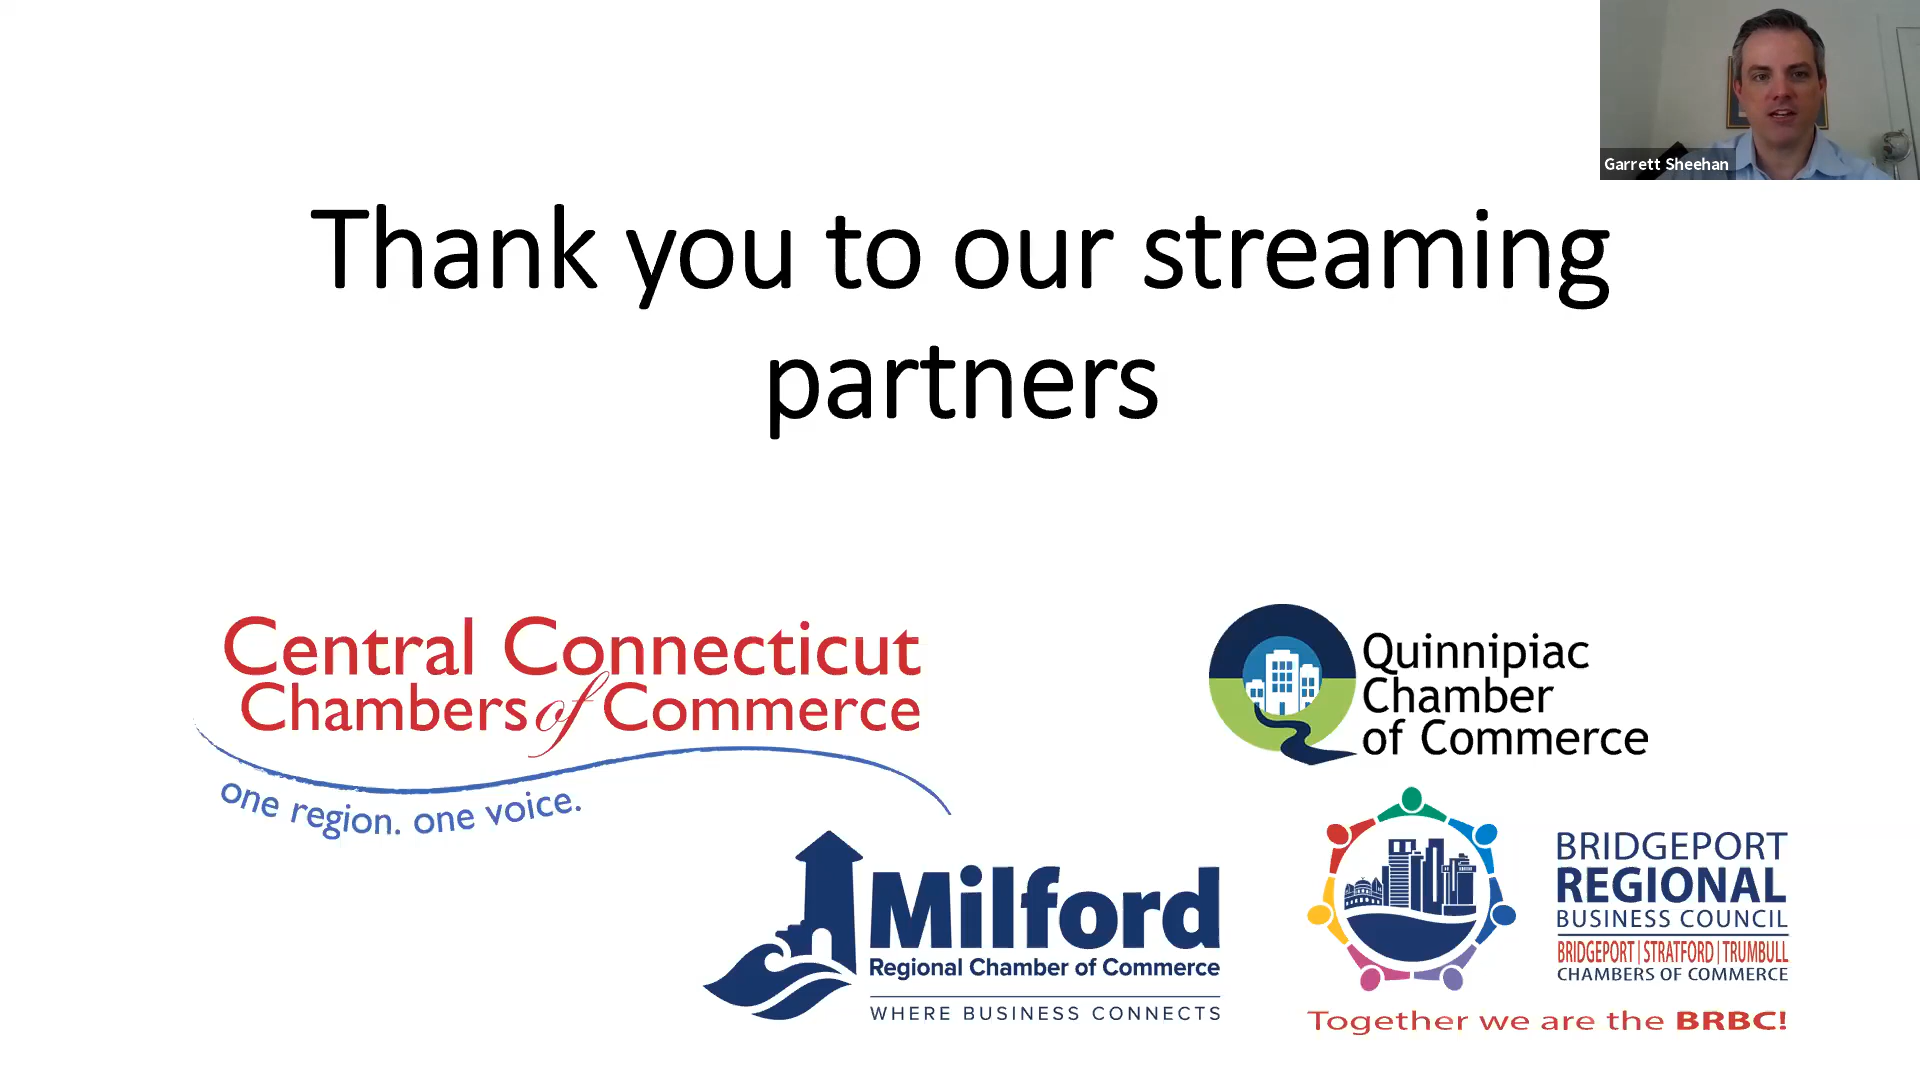 Garrett Sheehan
Thank you to our streaming
partners
Central Connecticut
Chambers of Commerce
one region. one voice.
Quinnipiac
Chamber
of Commerce
Milford
Regional Chamber of Commerce
WHERE BUSINESS CONNECTS
BRIDGEPORT
REGIONAL
BUSINESS COUNCIL
BRIDGEPORT | STRATFORD | TRUMBULL
CHAMBERS OF COMMERCE
Together we are the BRBC!